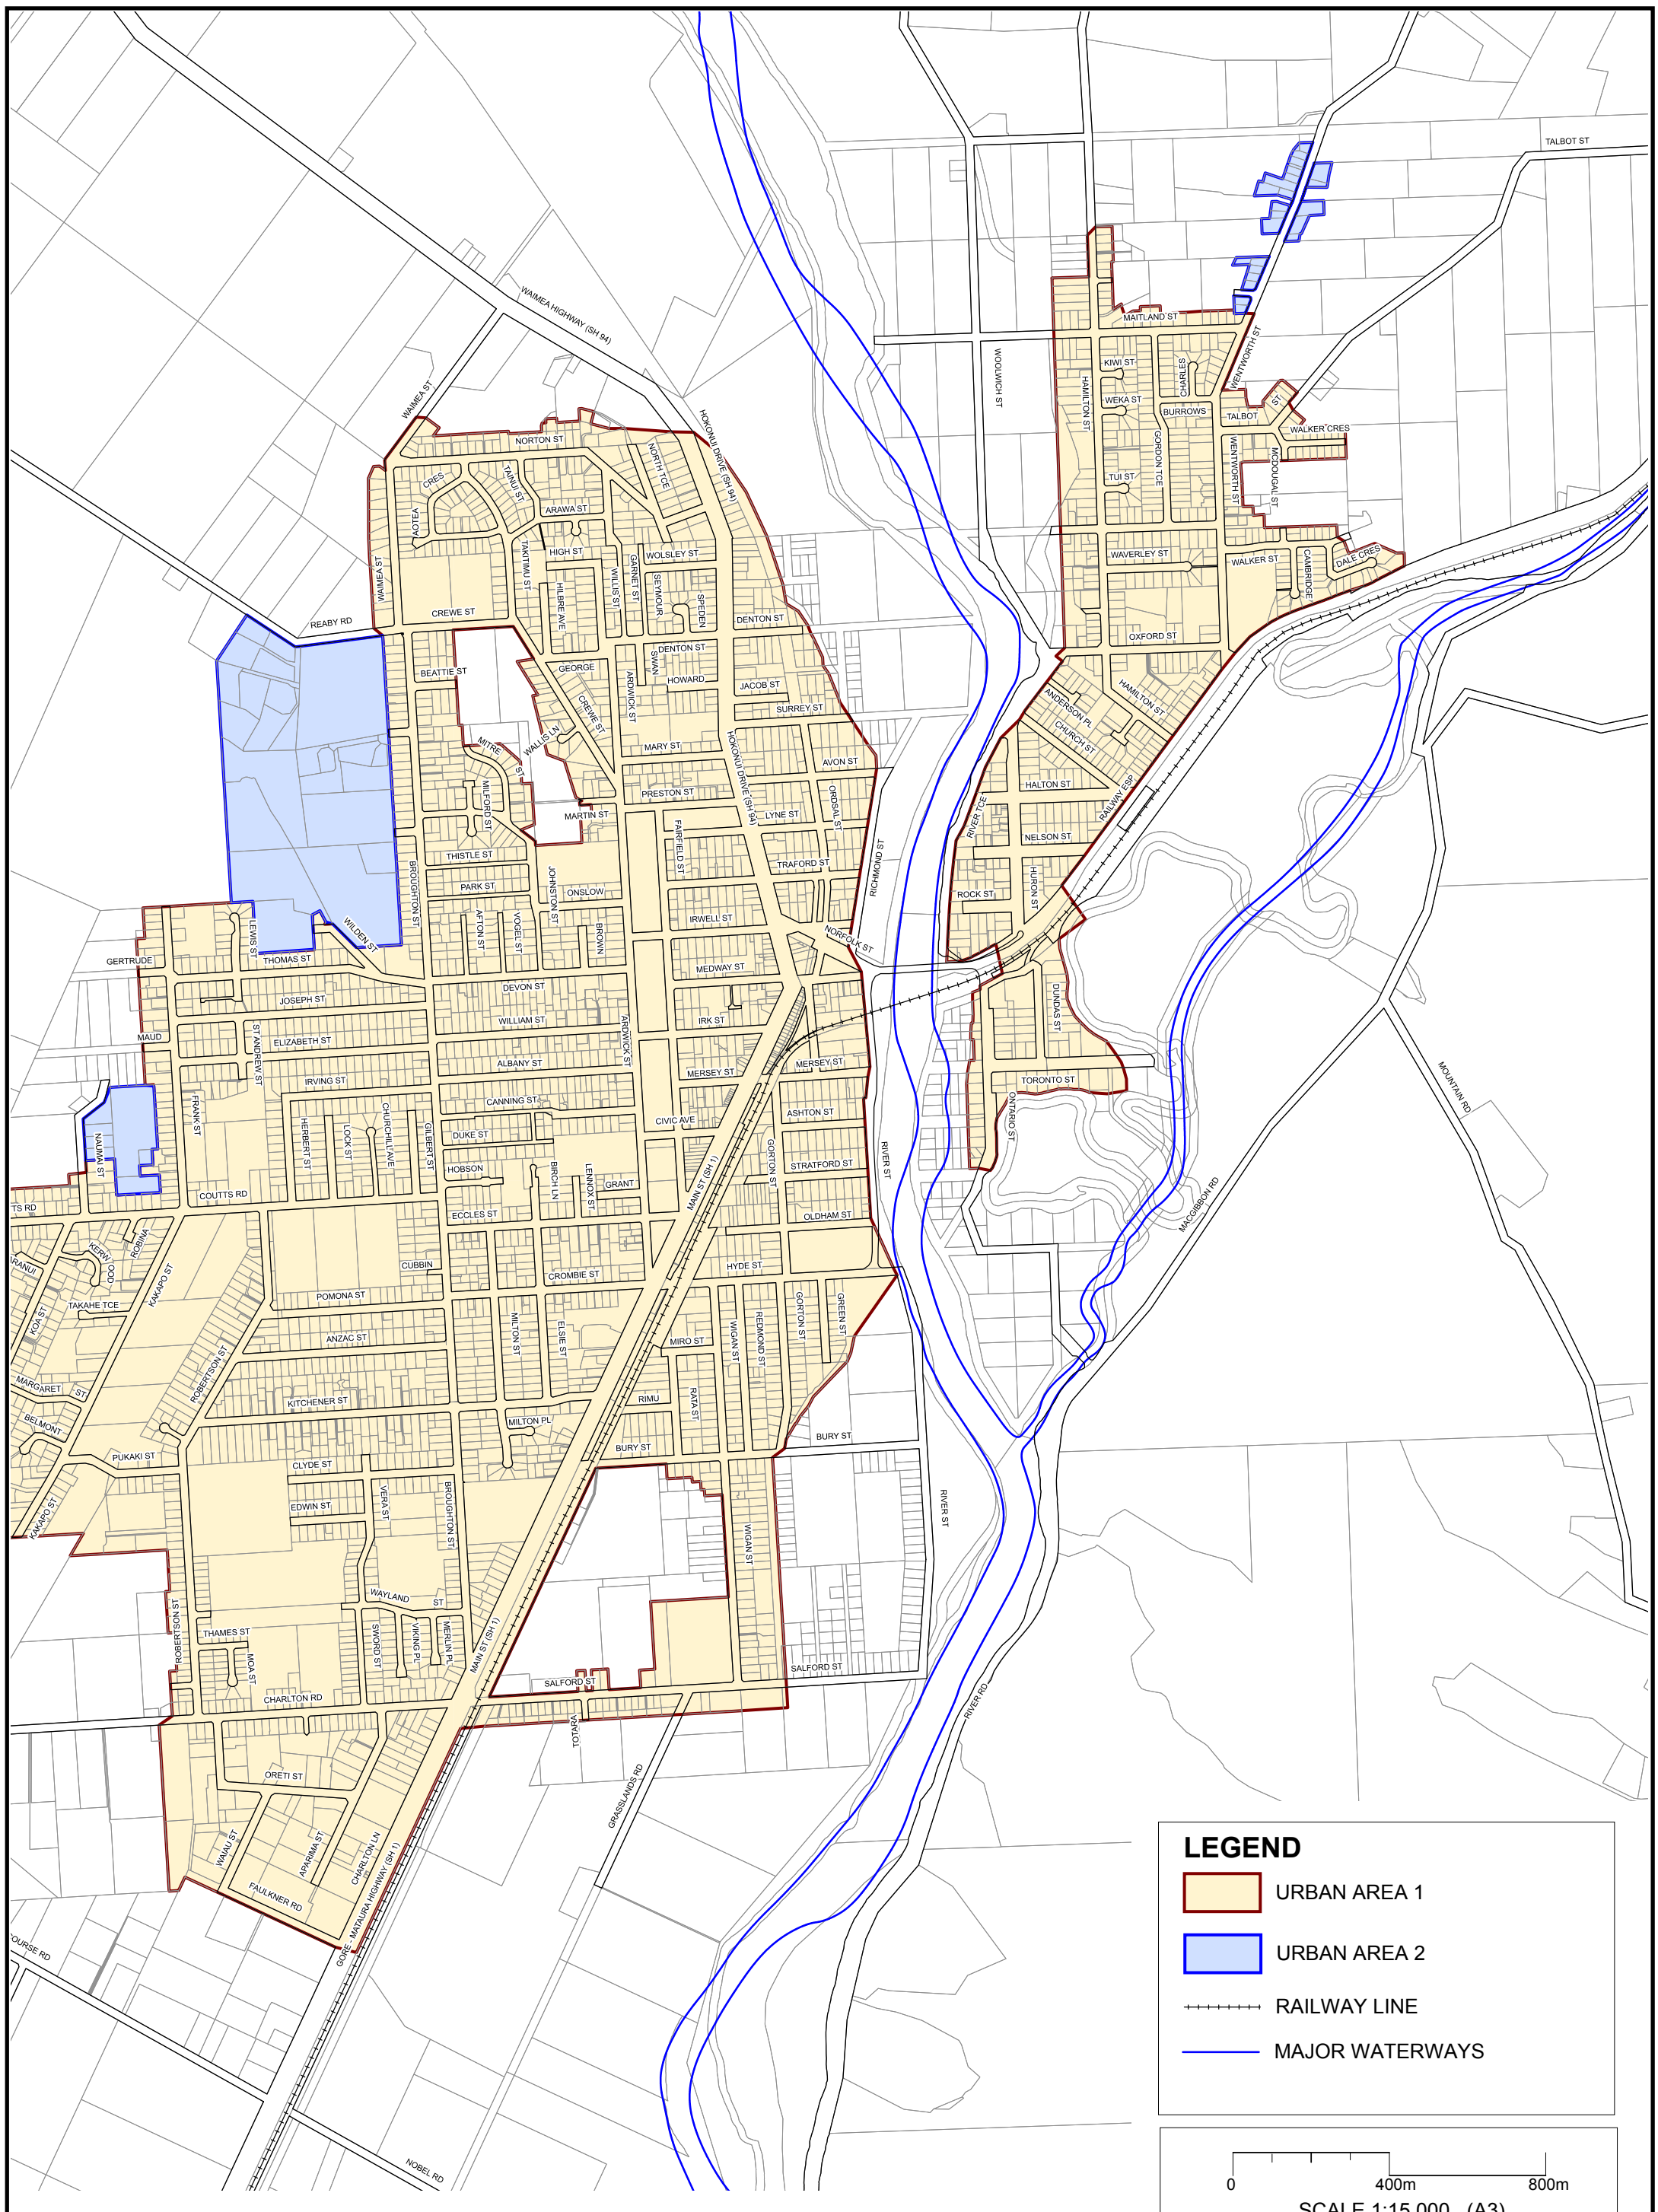 TALBOT ST
WAIMEA HIGHWAY (SH 94)
MAITLAND ST
WENTWORTH ST
WOOLWICH ST
KIWI ST
CHARLES
HAMILTON ST
WEKA ST
BURROWS
TALBOT
ST
WALKER CRES
WAIMEA ST
HOKONUI DRIVE (SH 94)
NORTON ST
NORTH TCE
GORDON TCE
WENTWORTH ST
MCDOUGAL ST
CRES
TAINUI ST
TUI ST
AOTEA
ARAWA ST
HIGH ST
WOLSLEY ST
WAVERLEY ST
WALKER ST
CAMBRIDGE
DALE CRES
WAIMEA ST
TAKITIMU ST
HILBRE AVE
WILLIS ST
GARNET ST
SEYMOUR
SPEDEN
CREWE ST
REABY RD
DENTON ST
DENTON ST
OXFORD ST
BEATTIE ST
GEORGE
SWAN
HOWARD
ARDWICK ST
JACOB ST
SURREY ST
CREWE ST
HAMILTON ST
ANDERSON PL
CHURCH ST
MITRE
ST
WALLIS LN
MARY ST
HOKONUI DRIVE (SH 94)
AVON ST
MILFORD ST
PRESTON ST
ORDSAL ST
HALTON ST
RAILWAY ESP
MARTIN ST
LYNE ST
RIVER TCE
NELSON ST
FAIRFIELD ST
THISTLE ST
TRAFORD ST
RICHMOND ST
BROUGHTON ST
PARK ST
JOHNSTON ST
ONSLOW
ROCK ST
HURON ST
LEWIS ST
WILDEN ST
AFTON ST
VOGEL ST
BROWN
IRWELL ST
NORFOLK ST
GERTRUDE
THOMAS ST
MEDWAY ST
DEVON ST
JOSEPH ST
DUNDAS ST
WILLIAM ST
IRK ST
MAUD
ST ANDREW ST
ELIZABETH ST
ARDWICK ST
ALBANY ST
MERSEY ST
MERSEY ST
IRVING ST
TORONTO ST
MOUNTAIN RD
FRANK ST
CANNING ST
ASHTON ST
ONTARIO ST
HERBERT ST
LOCK ST
CHURCHILL AVE
GILBERT ST
DUKE ST
CIVIC AVE
NAUMAI ST
GORTON ST
HOBSON
BIRCH LN
LENNOX ST
GRANT
MAIN ST (SH 1)
STRATFORD ST
RIVER ST
COUTTS RD
TS RD
ECCLES ST
OLDHAM ST
MACGIBBON RD
KERW
OOD
ROBINA
ARANUI
CUBBIN
CROMBIE ST
HYDE ST
KAKAPO ST
POMONA ST
TAKAHE TCE
KOA ST
ANZAC ST
MILTON ST
ELSIE ST
MIRO ST
WIGAN ST
REDMOND ST
GORTON ST
GREEN ST
ROBERTSON ST
MARGARET
ST
KITCHENER ST
RIMU
RATA ST
BELMONT
MILTON PL
BURY ST
BURY ST
PUKAKI ST
CLYDE ST
KAKAPO ST
EDWIN ST
VERA ST
BROUGHTON ST
RIVER ST
WIGAN ST
WAYLAND
ST
ROBERTSON ST
THAMES ST
MOA ST
SWORD ST
VIKING PL
MERLIN PL
MAIN ST (SH 1)
SALFORD ST
SALFORD ST
CHARLTON RD
TOTARA
RIVER RD
ORETI ST
GRASSLANDS RD
WAIAU ST
APARIMA ST
CHARLTON LN
FAULKNER RD
GORE - MATAURA HIGHWAY (SH 1)
OURSE RD
NOBEL RD
LEGEND
URBAN AREA 1
URBAN AREA 2
RAILWAY LINE
MAJOR WATERWAYS
0 400m 800m
SCALE 1:15,000 (A3)